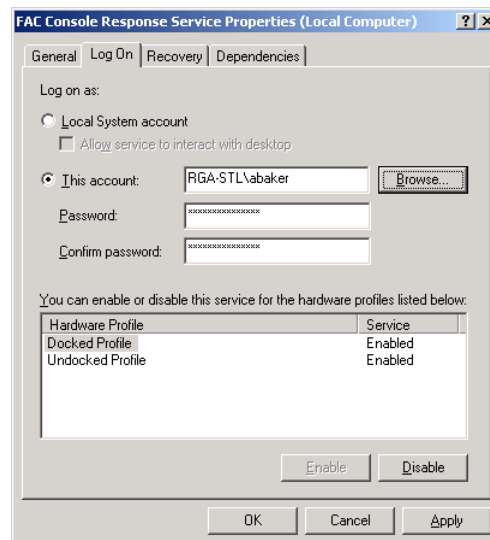 FAC Console Response Service Properties (Local Computer) ? X
General Log On Recovery Dependencies
Log on as:
Local System account
Allow service to interact with desktop
This account: RGA-STL\abaker Browse...
Password: ***************
Confirm password: ***************
You can enable or disable this service for the hardware profiles listed below:
Hardware Profile Service
Docked Profile Enabled
Undocked Profile Enabled
Enable Disable
OK Cancel Apply